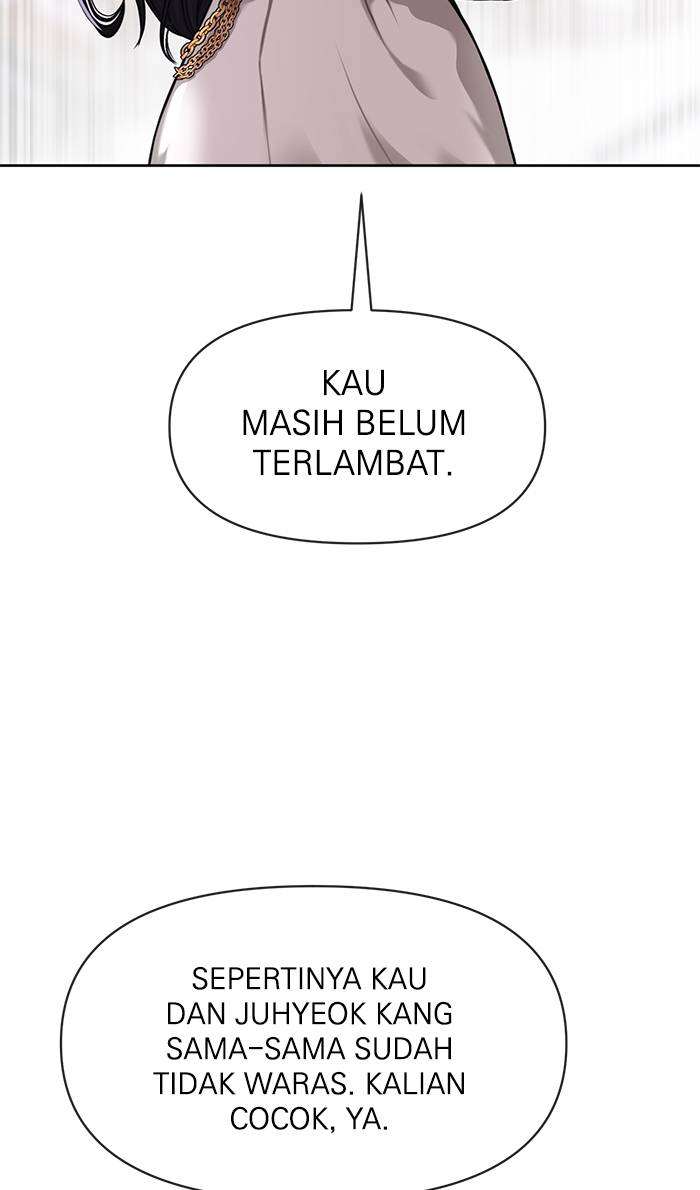 KAU
MASIH BELUM
TERLAMBAT.
SEPERTINYA KAU
DAN JUHYEOK KANG
SAMA-SAMA SUDAH
TIDAK WARAS. KALIAN
COCOK, YA.